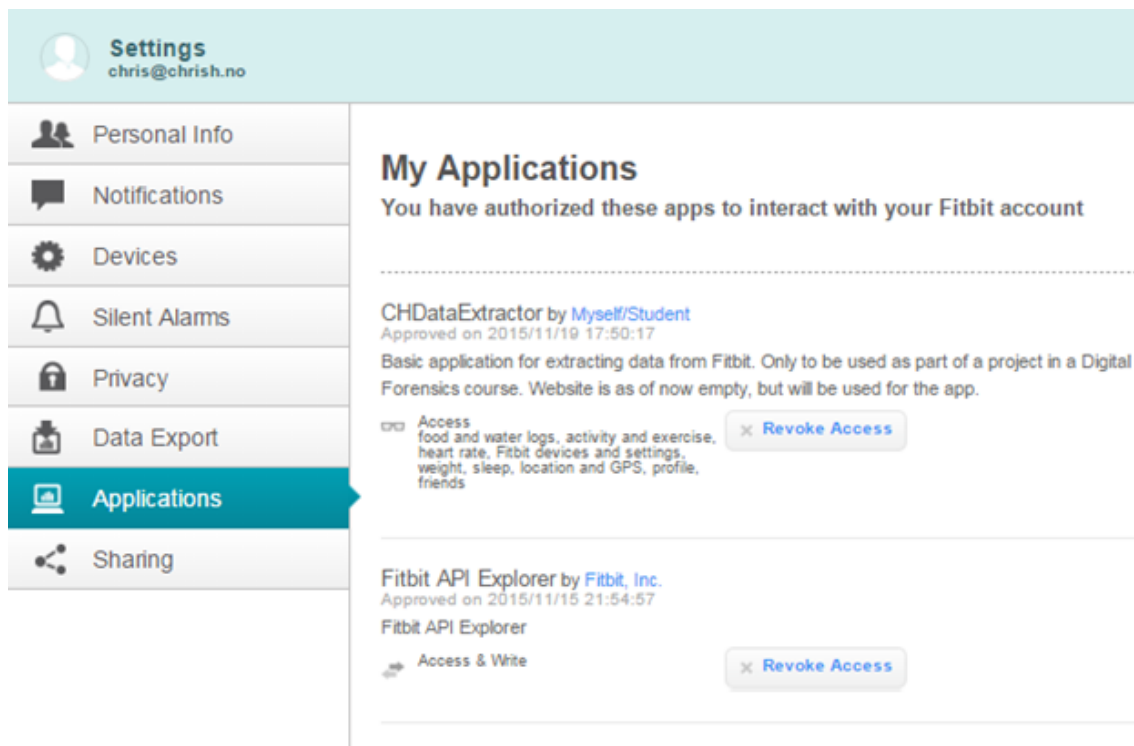 Settings
chris@chrish.no
Personal Info
Notifications
Devices
Silent Alarms
Privacy
Data Export
Applications
Sharing
My Applications
You have authorized these apps to interact with your Fitbit account
CHDataExtractor by Myself/Student
Approved on 2015/11/19 17:50:17
Basic application for extracting data from Fitbit. Only to be used as part of a project in a Digital
Forensics course. Website is as of now empty, but will be used for the app.
Access
food and water logs, activity and exercise,
heart rate, Fitbit devices and settings,
weight, sleep, location and GPS, profile,
friends
Revoke Access
Fitbit API Explorer by Fitbit, Inc.
Approved on 2015/11/15 21:54:57
Fitbit API Explorer
Access & Write
Revoke Access